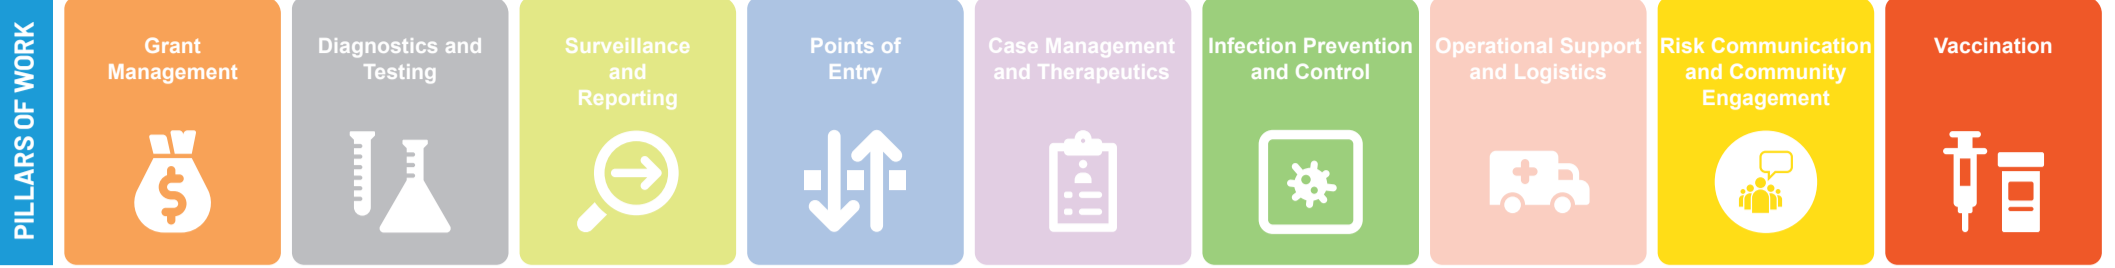 PILLARS OF WORK
Grant
Management
$
Diagnostics and
Testing
Surveillance
and
Reporting
Points of
Entry
Case Management
and Therapeutics
Infection Prevention
and Control
Operational Support
and Logistics
Risk Communication
and Community
Engagement
Vaccination